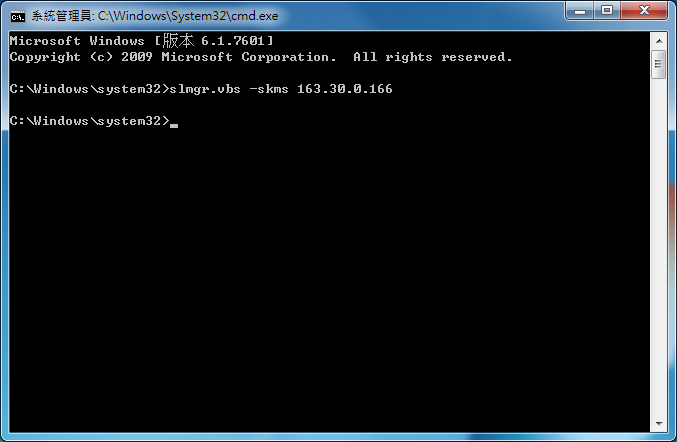 系統管理員: C:\Windows\System32\cmd.exe
Microsoft Windows [版本 6.1.7601]
Copyright (c) 2009 Microsoft Corporation.  All rights reserved.
C:\Windows\system32>slmgr.vbs -skms 163.30.0.166
C:\Windows\system32>_